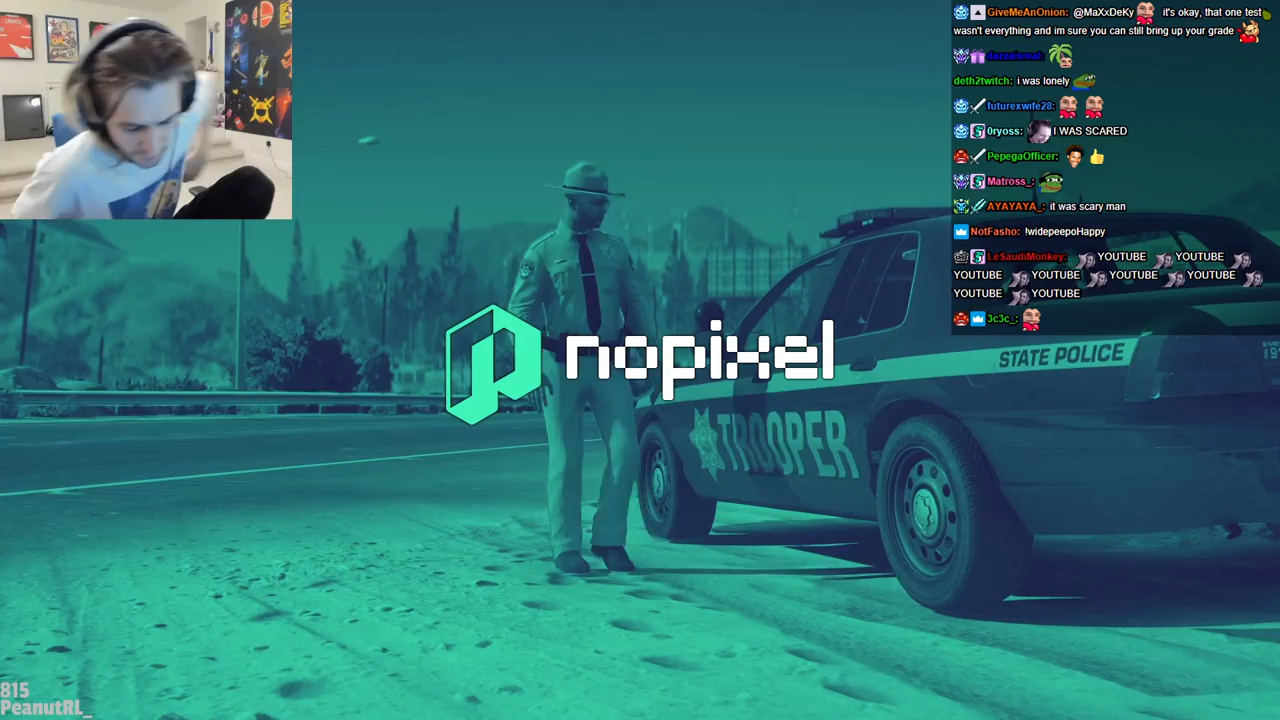 GiveMeAnOnion: @MaXxDeKy it's okay, that one test
wasn't everything and im sure you can still bring up your grade
dazzaisreal:
deth2twitch: i was lonely
futurexwife28:
0ryoss: I WAS SCARED
PepegaOfficer:
Matross_:
AYAYAYA_: it was scary man
NotFasho: !widepeepoHappy
LeSaudiMonkey: YOUTUBE YOUTUBE
YOUTUBE YOUTUBE YOUTUBE YOUTUBE
YOUTUBE YOUTUBE
3c3c_:
nopixel
STATE POLICE
TROOPER
815
PeanutRL_